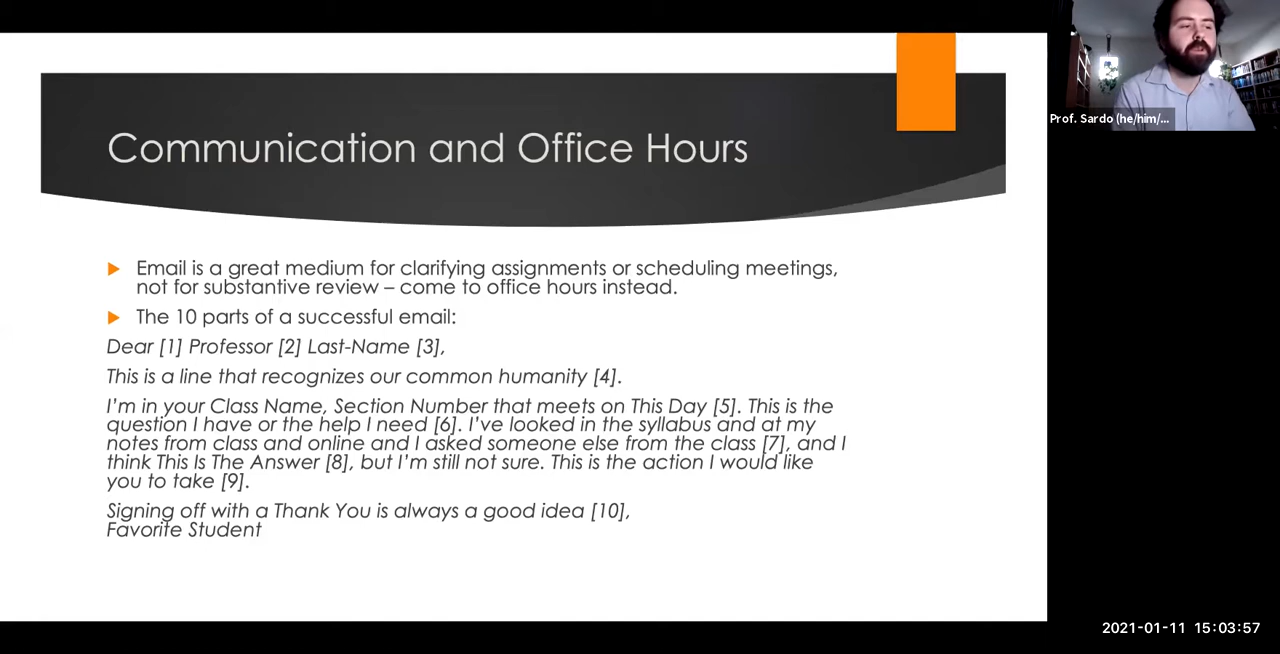 Communication and Office Hours
Email is a great medium for clarifying assignments or scheduling meetings,
not for substantive review – come to office hours instead.
The 10 parts of a successful email:
Dear [1] Professor [2] Last-Name [3],
This is a line that recognizes our common humanity [4].
I'm in your Class Name, Section Number that meets on This Day [5]. This is the
question I have or the help I need [6]. I've looked in the syllabus and at my
notes from class and online and I asked someone else from the class [7], and I
think This Is The Answer [8], but I'm still not sure. This is the action I would like
you to take [9].
Signing off with a Thank You is always a good idea [10],
Favorite Student
Prof. Sardo (he/him/...
2021-01-11 15:03:57